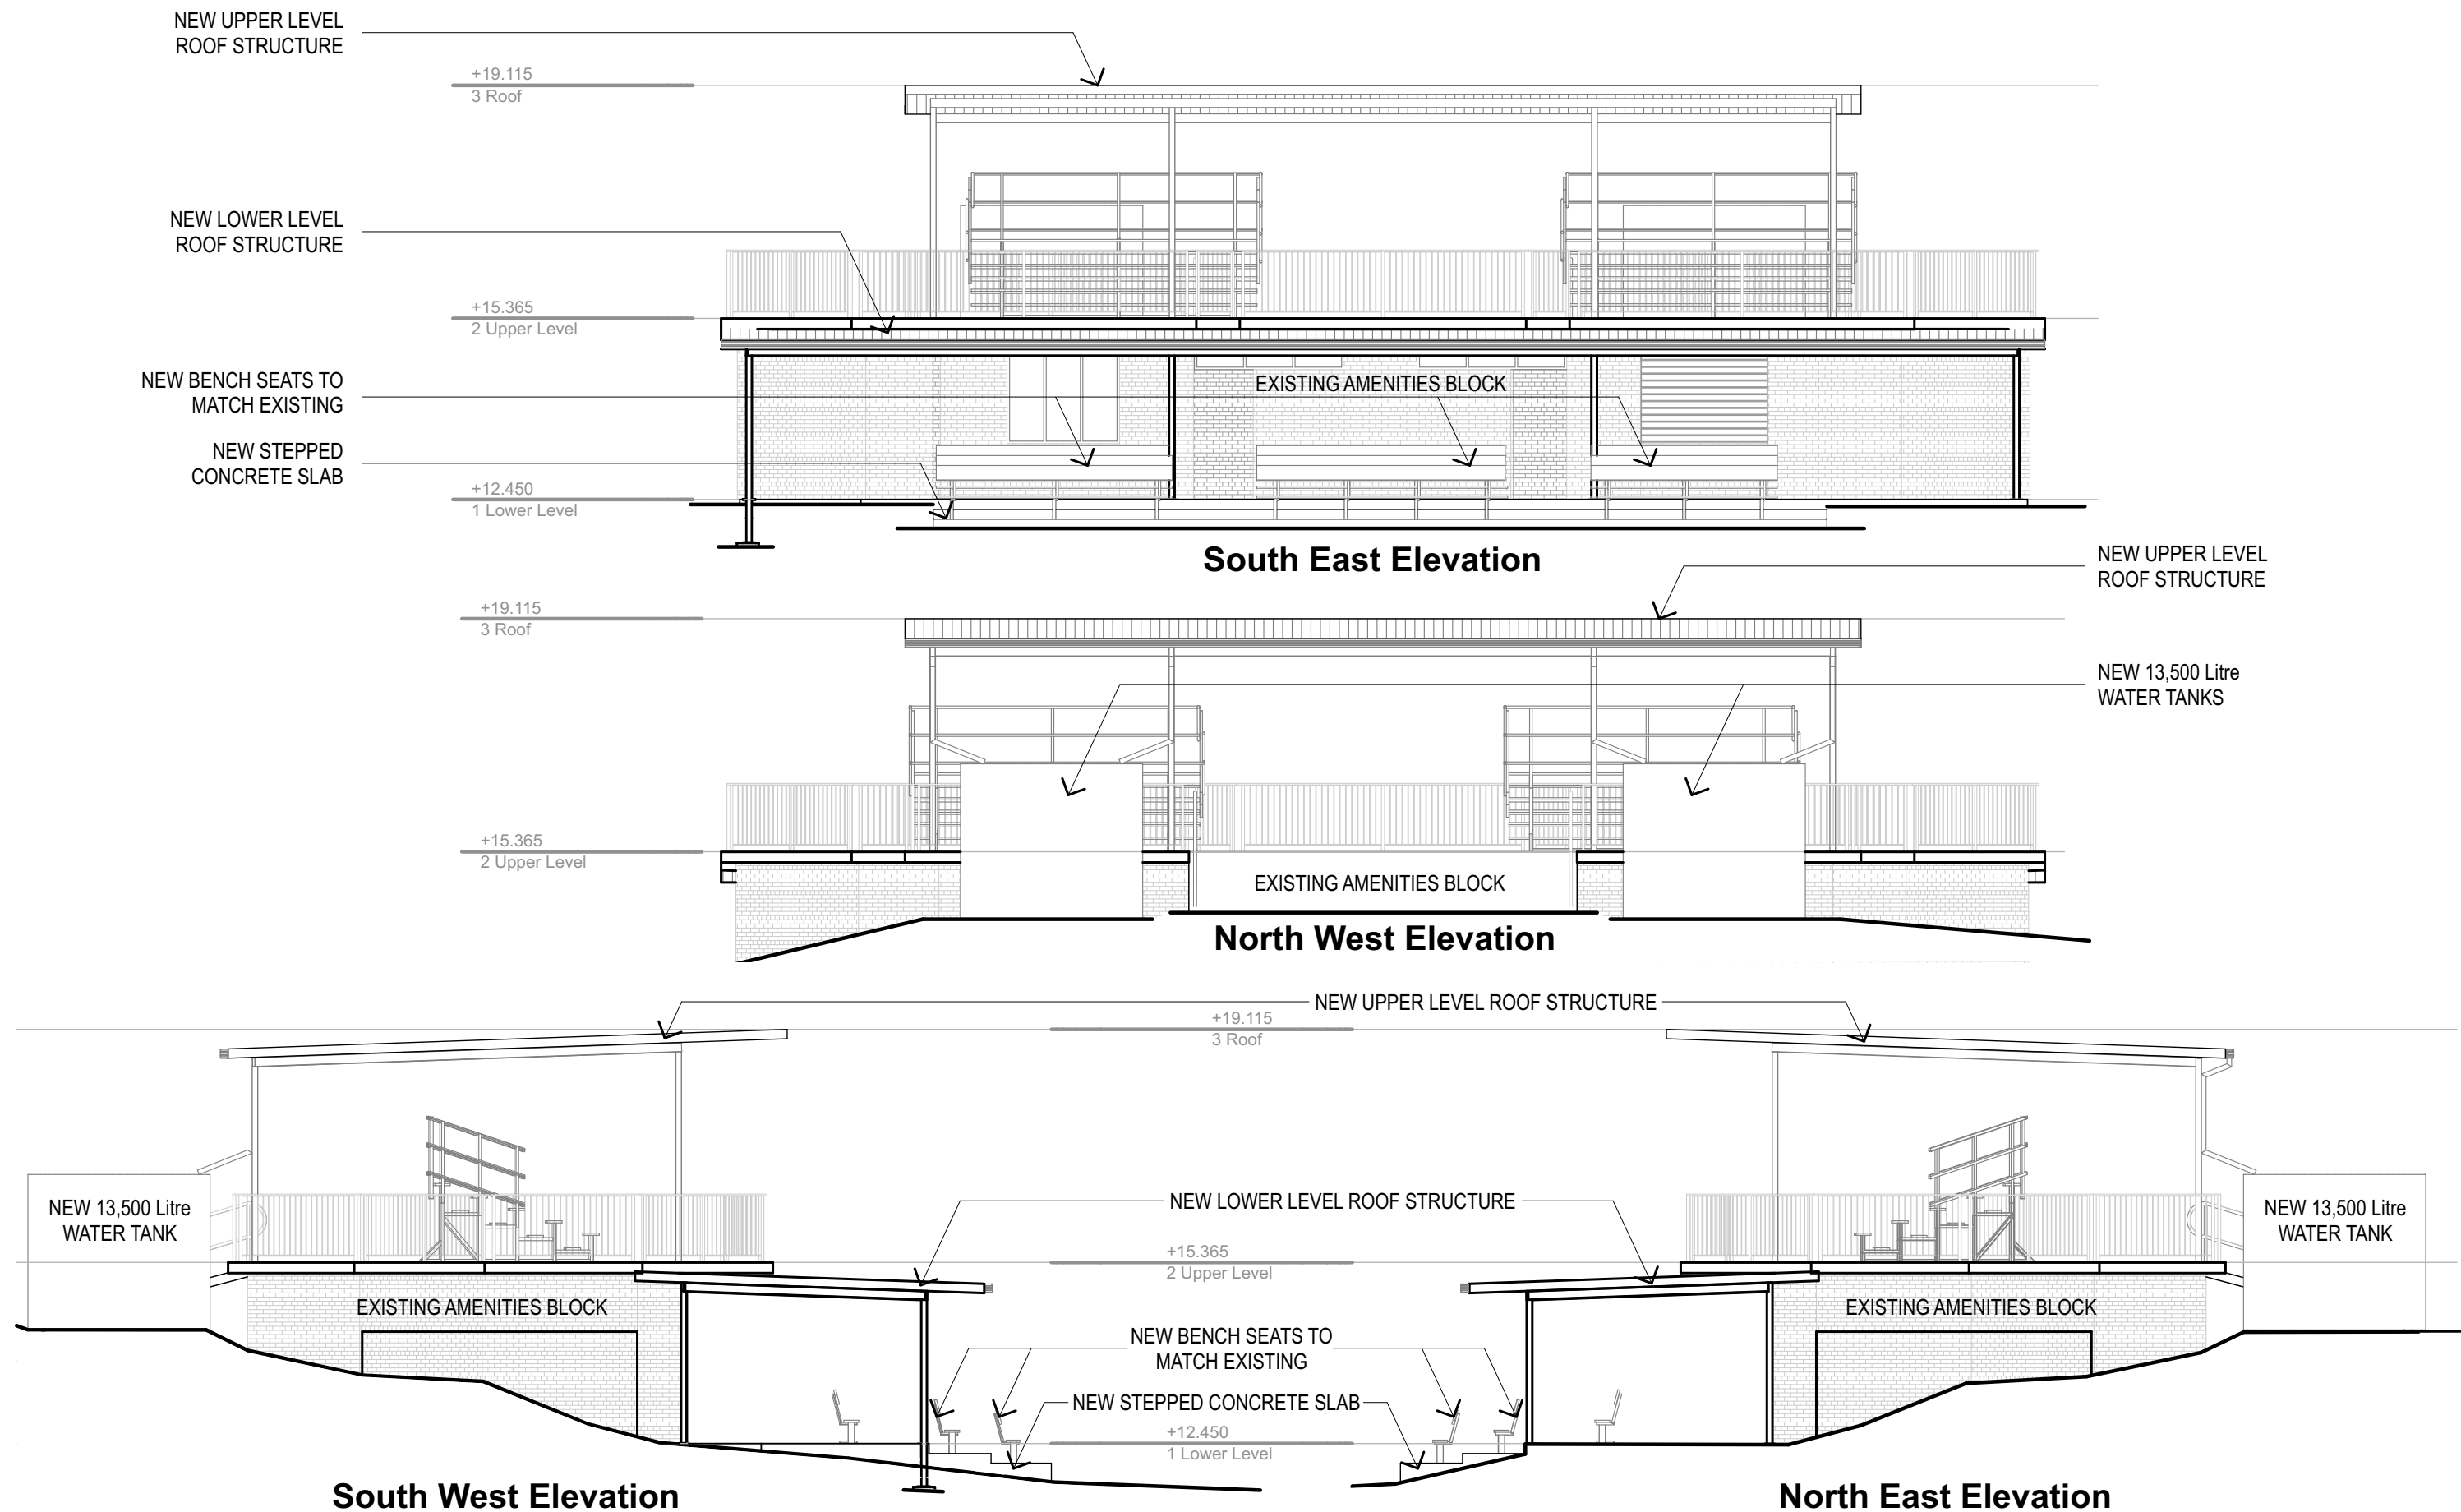 NEW UPPER LEVEL
ROOF STRUCTURE
+19.115
3 Roof
NEW LOWER LEVEL
ROOF STRUCTURE
+15.365
2 Upper Level
NEW BENCH SEATS TO
MATCH EXISTING
EXISTING AMENITIES BLOCK
NEW STEPPED
CONCRETE SLAB
+12.450
1 Lower Level
South East Elevation
NEW UPPER LEVEL
ROOF STRUCTURE
+19.115
3 Roof
NEW 13,500 Litre
WATER TANKS
+15.365
2 Upper Level
EXISTING AMENITIES BLOCK
North West Elevation
NEW UPPER LEVEL ROOF STRUCTURE
+19.115
3 Roof
NEW 13,500 Litre
WATER TANK
NEW LOWER LEVEL ROOF STRUCTURE
NEW 13,500 Litre
WATER TANK
+15.365
2 Upper Level
EXISTING AMENITIES BLOCK
EXISTING AMENITIES BLOCK
NEW BENCH SEATS TO
MATCH EXISTING
NEW STEPPED CONCRETE SLAB
+12.450
1 Lower Level
South West Elevation
North East Elevation